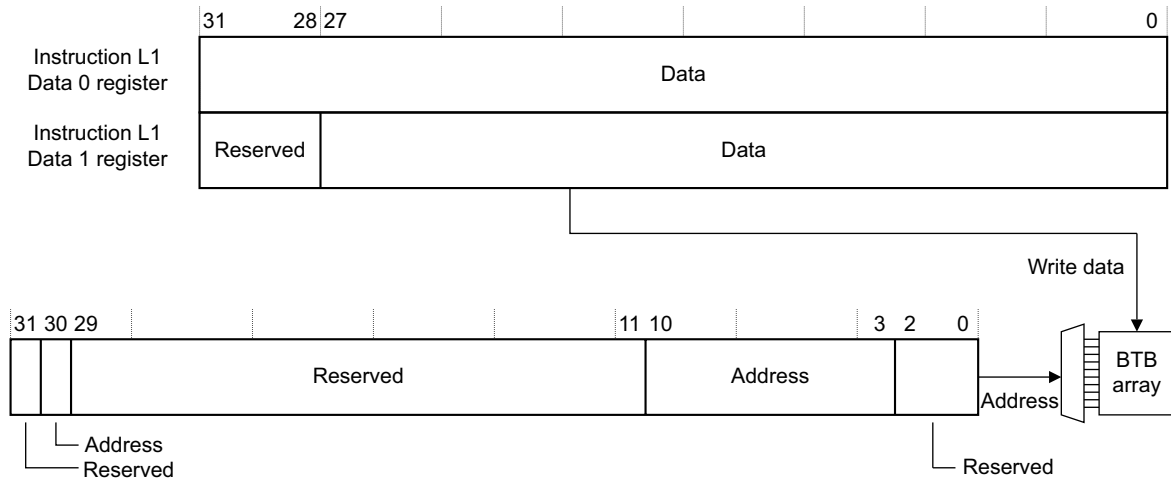 31 28 27 0
Instruction L1
Data 0 register
Data
Instruction L1
Data 1 register
Reserved
Data
Write data
31 30 29 11 10 3 2 0
Reserved
Address
Address
BTB
array
Address
Reserved
Reserved